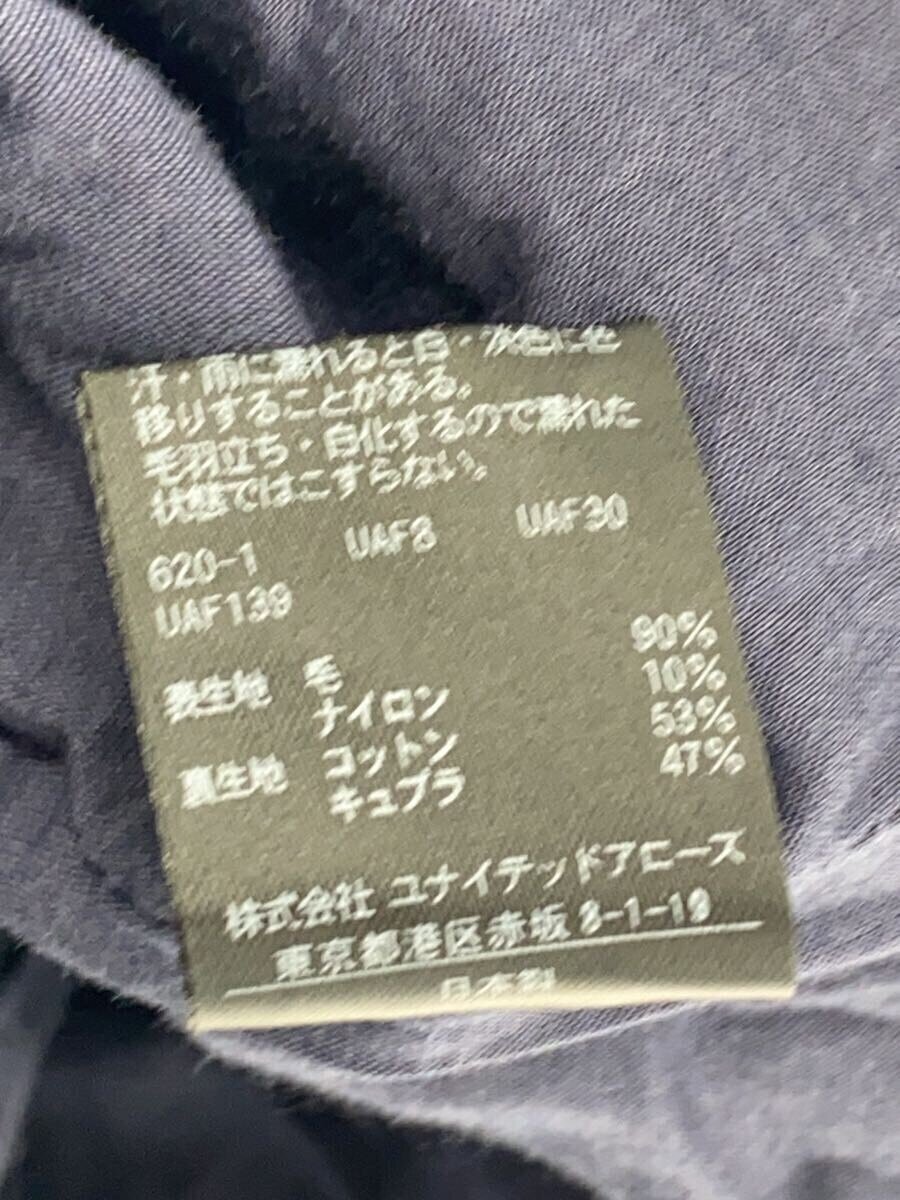 汗・雨に濡れると白・淡色に色
移りすることがある。
毛羽立ち・白化するので濡れた
状態ではこすらない。
620-1 UAF8 UAF30
UAF139
表生地 毛 90%
ナイロン 10%
裏生地 コットン 53%
キュプラ 47%
株式会社 ユナイテッドアローズ
東京都港区赤坂 8-1-19
日本製